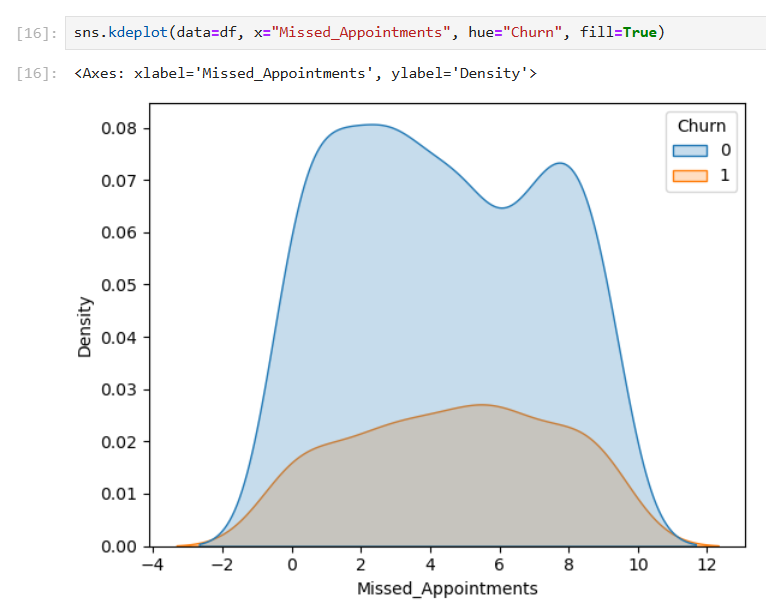 [16]: sns.kdeplot(data=df, x="Missed_Appointments", hue="Churn", fill=True)
[16]: <Axes: xlabel='Missed_Appointments', ylabel='Density'>
Churn
0
1
0.08
0.07
0.06
0.05
0.04
0.03
0.02
0.01
0.00
Density
−4 −2 0 2 4 6 8 10 12
Missed_Appointments